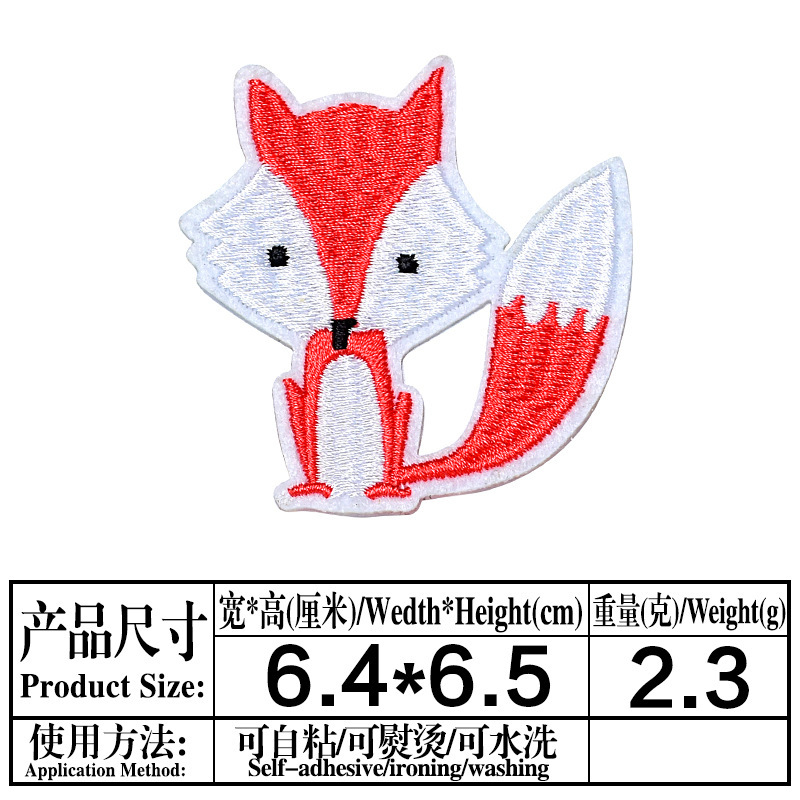 产品尺寸
Product Size:
宽*高(厘米)/Wedth*Height(cm)
重量(克)/Weight(g)
6.4*6.5
2.3
使用方法:
Application Method:
可自粘/可熨烫/可水洗
Self-adhesive/ironing/washing